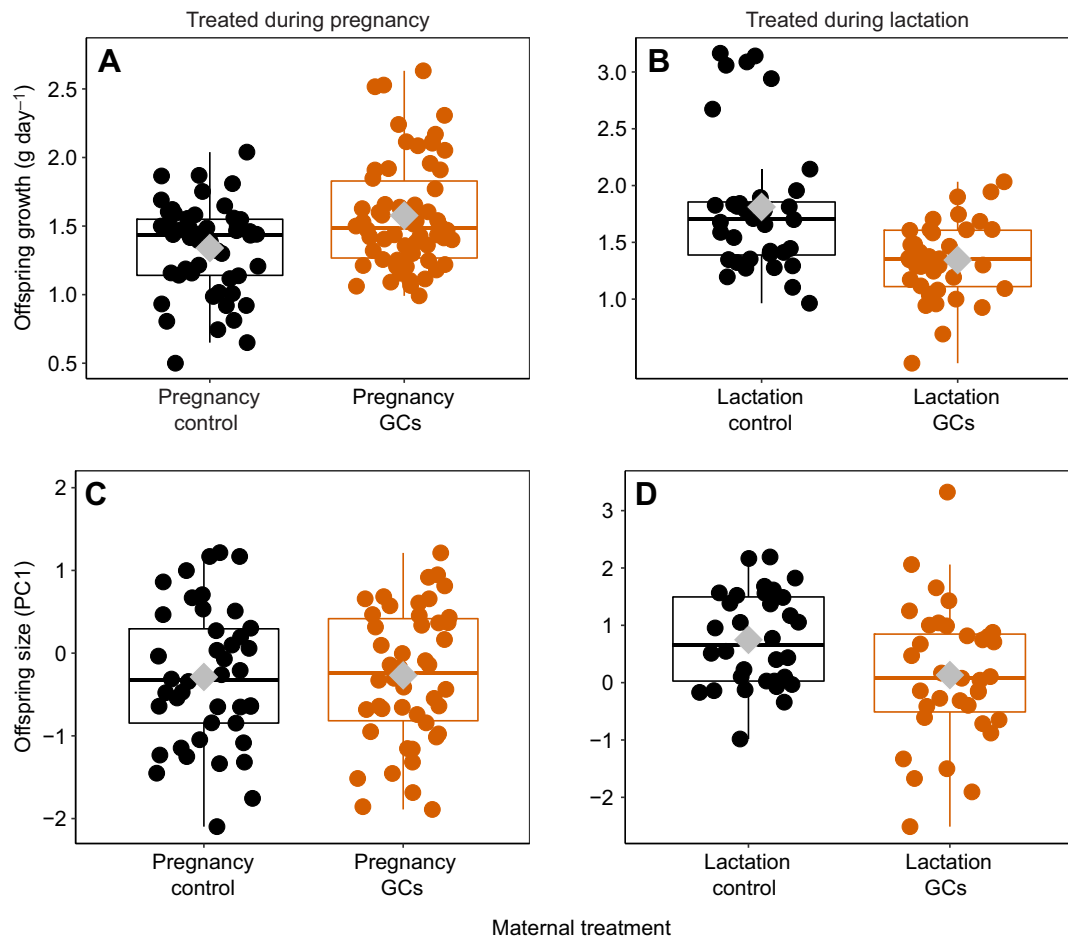 Treated during pregnancy
Treated during lactation
A
B
Offspring growth (g day⁻¹)
2.5
2.0
1.5
1.0
0.5
3.0
2.5
2.0
1.5
1.0
Pregnancy
control
Pregnancy
GCs
Lactation
control
Lactation
GCs
C
D
Offspring size (PC1)
2
1
0
−1
−2
3
2
1
0
−1
−2
Pregnancy
control
Pregnancy
GCs
Lactation
control
Lactation
GCs
Maternal treatment